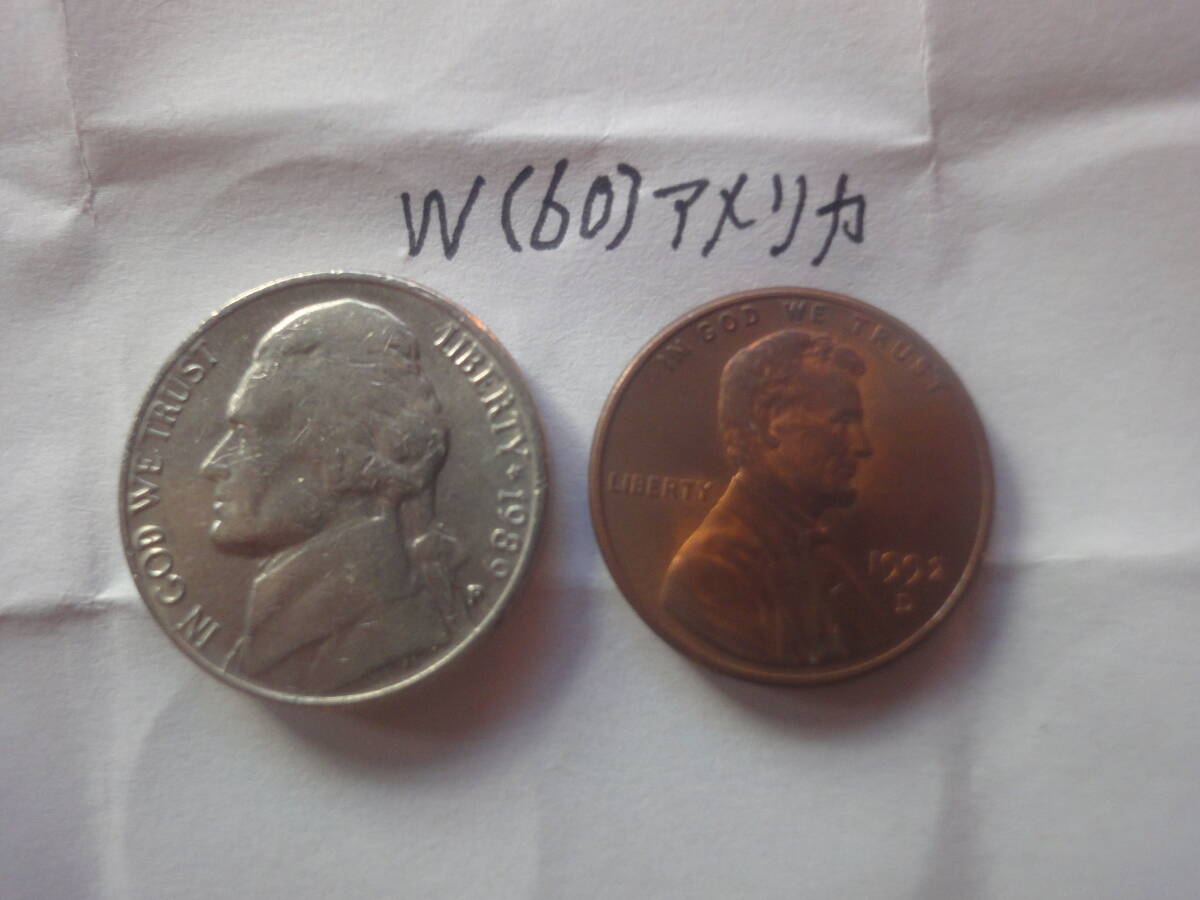 W(60)アメリカ
IN GOD WE TRUST
LIBERTY 1989
P
IN GOD WE TRUST
LIBERTY
1992
D